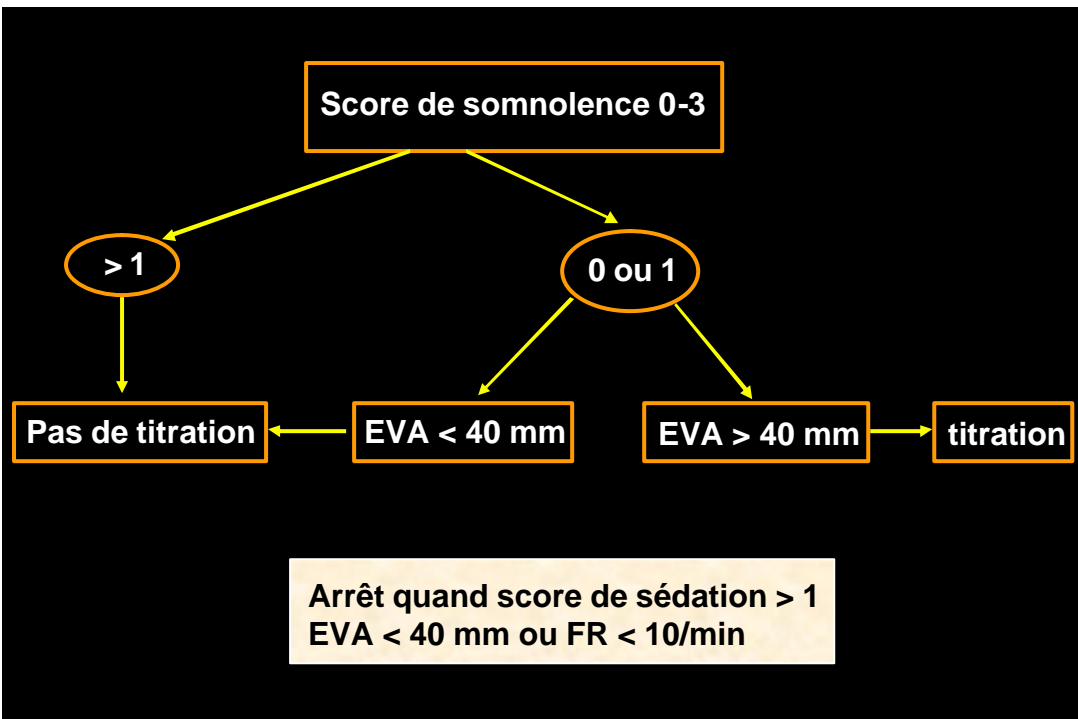 Score de somnolence 0-3
> 1
0 ou 1
Pas de titration
EVA < 40 mm
EVA > 40 mm
titration
Arrêt quand score de sédation > 1
EVA < 40 mm ou FR < 10/min